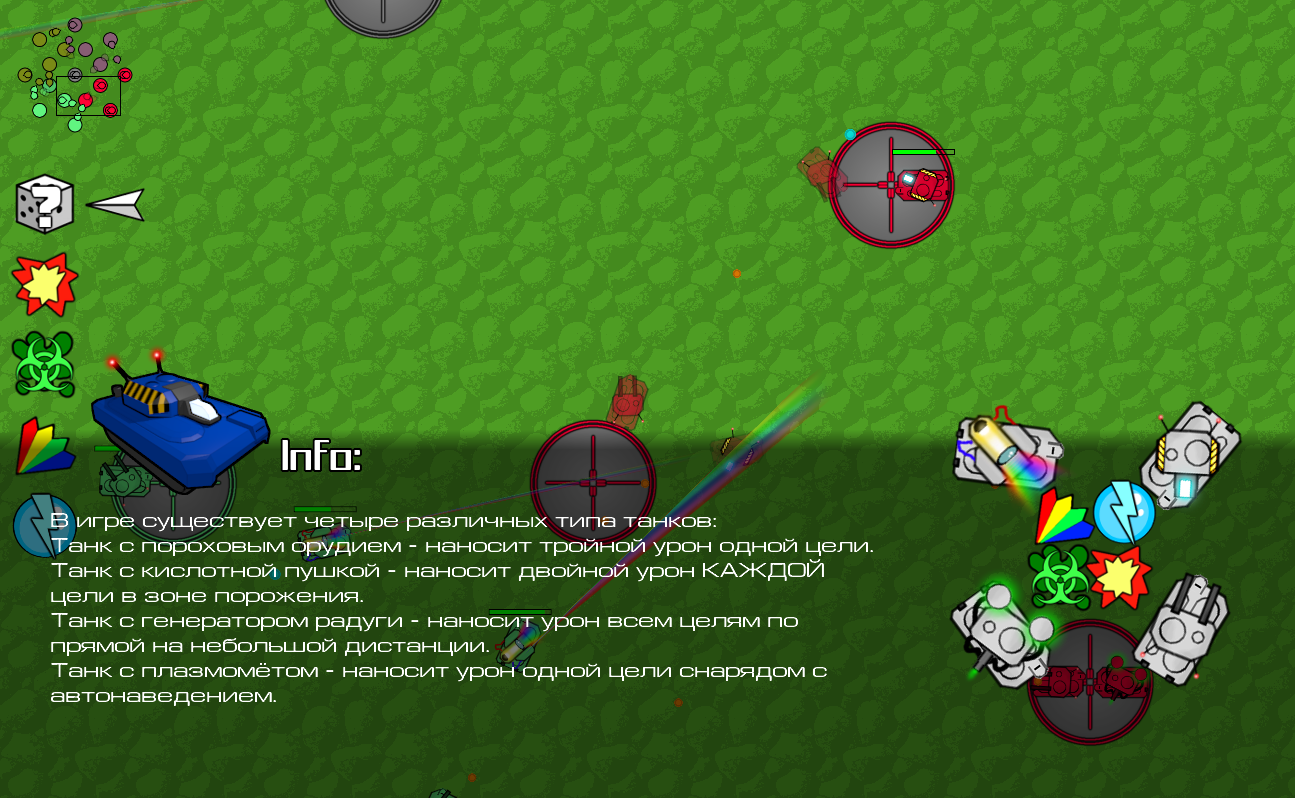 ?
Info:
В игре существует четыре различных типа танков:
Танк с пороховым орудием - наносит тройной урон одной цели.
Танк с кислотной пушкой - наносит двойной урон КАЖДОЙ
цели в зоне порожения.
Танк с генератором радуги - наносит урон всем целям по
прямой на небольшой дистанции.
Танк с плазмомётом - наносит урон одной цели снарядом с
автонаведением.